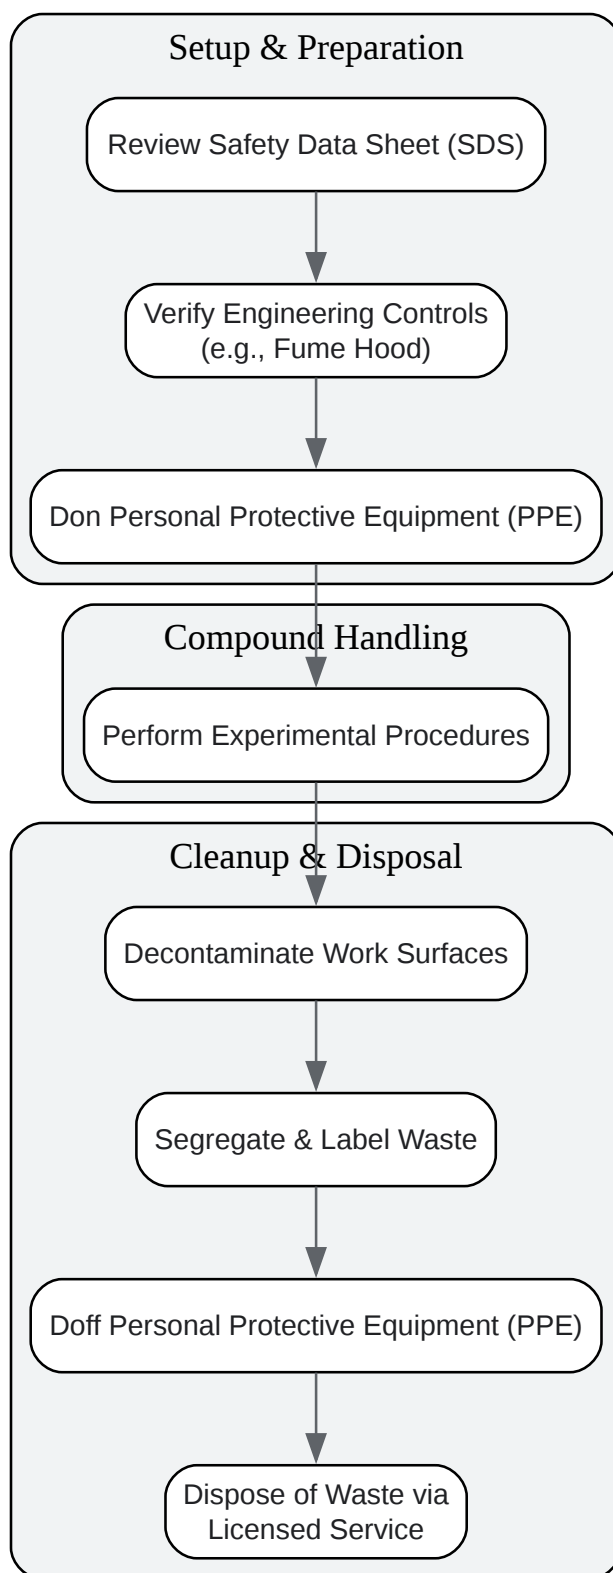 Setup & Preparation
Review Safety Data Sheet (SDS)
Verify Engineering Controls
(e.g., Fume Hood)
Don Personal Protective Equipment (PPE)
Compound Handling
Perform Experimental Procedures
Cleanup & Disposal
Decontaminate Work Surfaces
Segregate & Label Waste
Doff Personal Protective Equipment (PPE)
Dispose of Waste via
Licensed Service